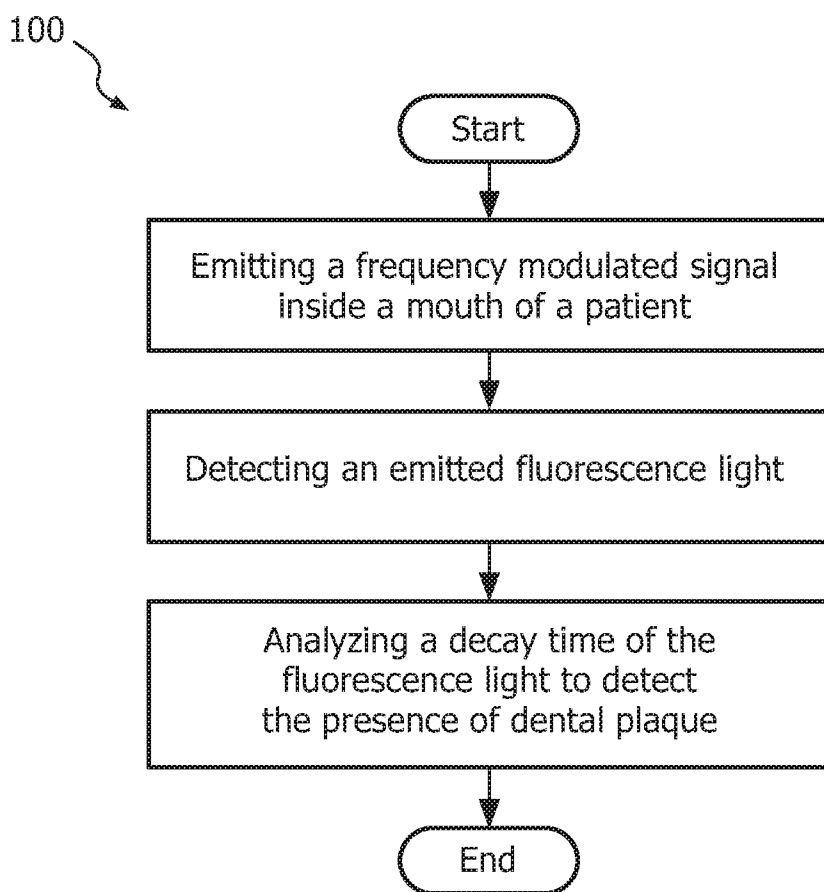 100
Start
Emitting a frequency modulated signal
inside a mouth of a patient
Detecting an emitted fluorescence light
Analyzing a decay time of the
fluorescence light to detect
the presence of dental plaque
End